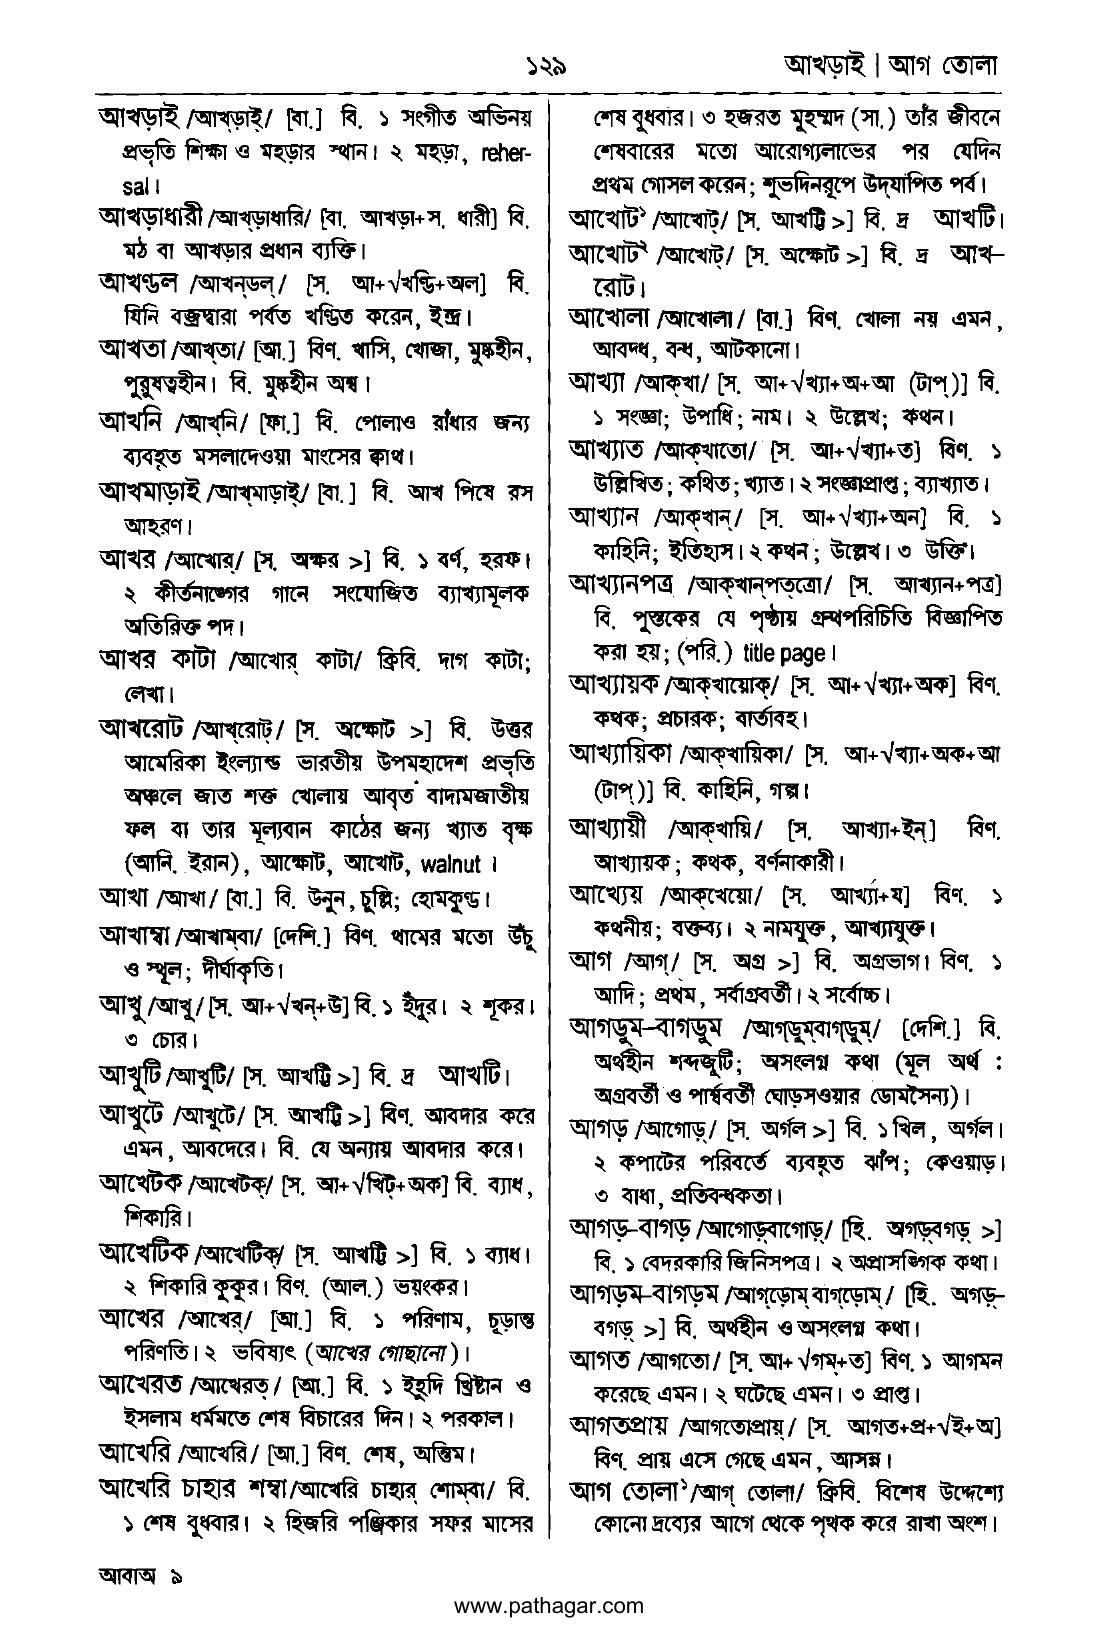 ১২৯
আখড়াই | আগ তোলা
আখড়াই /আখ্‌ড়াই্‌/ [বা.] বি. ১ সংগীত অভিনয়
প্রভৃতি শিক্ষা ও মহড়ার স্থান। ২ মহড়া, reher-
sal।
আখড়াধারী /আখ্‌ড়াধারি/ [বা. আখড়া+স. ধারী] বি.
মঠ বা আখড়ার প্রধান ব্যক্তি।
আখণ্ডল /আখন্‌ডল্‌/ [স. আ+√খণ্ডি+অল] বি.
যিনি বজ্রদ্বারা পর্বত খণ্ডিত করেন, ইন্দ্র।
আখতা /আখ্‌তা/ [আ.] বিণ. খাসি, খোজা, মুষ্কহীন,
পুরুষত্বহীন। বি. মুষ্কহীন অশ্ব।
আখনি /আখ্‌নি/ [ফা.] বি. পোলাও রাঁধার জন্য
ব্যবহৃত মসলাদেওয়া মাংসের ক্বাথ।
আখমাড়াই /আখ্‌মাড়াই্‌/ [বা.] বি. আখ পিষে রস
আহরণ।
আখর /আখোর্‌/ [স. অক্ষর >] বি. ১ বর্ণ, হরফ।
২ কীর্তনাঙ্গের গানে সংযোজিত ব্যাখ্যামূলক
অতিরিক্ত পদ।
আখর কাটা /আখোর্‌ কাটা/ ক্রিবি. দাগ কাটা;
লেখা।
আখরোট /আখ্‌রোট্‌/ [স. অক্ষোট >] বি. উত্তর
আমেরিকা ইংল্যান্ড ভারতীয় উপমহাদেশ প্রভৃতি
অঞ্চলে জাত শক্ত খোলায় আবৃত বাদামজাতীয়
ফল বা তার মূল্যবান কাঠের জন্য খ্যাত বৃক্ষ
(আনি. ইরান), আক্ষোট, আখোট, walnut ।
আখা /আখা/ [বা.] বি. উনুন, চুল্লি; হোমকুণ্ড।
আখাম্বা /আখাম্‌বা/ [দেশি.] বিণ. থামের মতো উঁচু
ও স্থূল; দীর্ঘাকৃতি।
আখু /আখু/ [স. আ+√খন্‌+উ] বি. ১ ইঁদুর। ২ শূকর।
৩ চোর।
আখুটি /আখুটি/ [স. আখট্টি >] বি. দ্র আখটি।
আখুটে /আখুটে/ [স. আখট্টি >] বিণ. আবদার করে
এমন, আবদেরে। বি. যে অন্যায় আবদার করে।
আখেটক /আখেটক্‌/ [স. আ+√খিট্‌+অক] বি. ব্যাধ,
শিকারি।
আখেটিক /আখেটিক্‌/ [স. আখট্টি >] বি. ১ ব্যাধ।
২ শিকারি কুকুর। বিণ. (আল.) ভয়ংকর।
আখের /আখের্‌/ [আ.] বি. ১ পরিণাম, চূড়ান্ত
পরিণতি। ২ ভবিষ্যৎ (আখের গোছানো)।
আখেরত /আখেরত্‌/ [আ.] বি. ১ ইহুদি খ্রিষ্টান ও
ইসলাম ধর্মমতে শেষ বিচারের দিন। ২ পরকাল।
আখেরি /আখেরি/ [আ.] বিণ. শেষ, অন্তিম।
আখেরি চাহার শম্বা /আখেরি চাহার্‌ শোম্‌বা/ বি.
১ শেষ বুধবার। ২ হিজরি পঞ্জিকার সফর মাসের
শেষ বুধবার। ৩ হজরত মুহম্মদ (সা.) তাঁর জীবনে
শেষবারের মতো আরোগ্যলাভের পর যেদিন
প্রথম গোসল করেন; শুভদিনরূপে উদ্‌যাপিত পর্ব।
আখোট১ /আখোট্‌/ [স. আখট্টি >] বি. দ্র আখটি।
আখোট২ /আখোট্‌/ [স. অক্ষোট >] বি. দ্র আখ–
রোট।
আখোলা /আখোলা/ [বা.] বিণ. খোলা নয় এমন,
আবদ্ধ, বন্ধ, আটকানো।
আখ্যা /আক্‌খা/ [স. আ+√খ্যা+অ+আ (টাপ্‌)] বি.
১ সংজ্ঞা; উপাধি; নাম। ২ উল্লেখ; কথন।
আখ্যাত /আক্‌খাতো/ [স. আ+√খ্যা+ত] বিণ. ১
উল্লিখিত; কথিত; খ্যাত। ২ সংজ্ঞাপ্রাপ্ত; ব্যাখ্যাত।
আখ্যান /আক্‌খান্‌/ [স. আ+√খ্যা+অন] বি. ১
কাহিনি; ইতিহাস। ২ কথন; উল্লেখ। ৩ উক্তি।
আখ্যানপত্র /আক্‌খান্‌পত্‌ত্রো/ [স. আখ্যান+পত্র]
বি. পুস্তকের যে পৃষ্ঠায় গ্রন্থপরিচিতি বিজ্ঞাপিত
করা হয়; (পরি.) title page।
আখ্যায়ক /আক্‌খায়োক্‌/ [স. আ+√খ্যা+অক] বিণ.
কথক; প্রচারক; বার্তাবহ।
আখ্যায়িকা /আক্‌খায়িকা/ [স. আ+√খ্যা+অক+আ
(টাপ্‌)] বি. কাহিনি, গল্প।
আখ্যায়ী /আক্‌খায়ি/ [স. আখ্যা+ইন্‌] বিণ.
আখ্যায়ক; কথক, বর্ণনাকারী।
আখ্যেয় /আক্‌খেয়ো/ [স. আখ্যা+য] বিণ. ১
কথনীয়; বক্তব্য। ২ নামযুক্ত, আখ্যাযুক্ত।
আগ /আগ্‌/ [স. অগ্র >] বি. অগ্রভাগ। বিণ. ১
আদি; প্রথম, সর্বাগ্রবর্তী। ২ সর্বোচ্চ।
আগডুম–বাগডুম /আগ্‌ডুম্‌বাগ্‌ডুম্‌/ [দেশি.] বি.
অর্থহীন শব্দজুটি; অসংলগ্ন কথা (মূল অর্থ :
অগ্রবর্তী ও পার্শ্ববর্তী ঘোড়সওয়ার ডোমসৈন্য)।
আগড় /আগোড়্‌/ [স. অর্গল >] বি. ১ খিল, অর্গল।
২ কপাটের পরিবর্তে ব্যবহৃত ঝাঁপ; কেওয়াড়।
৩ বাধা, প্রতিবন্ধকতা।
আগড়–বাগড় /আগোড়্‌বাগোড়্‌/ [হি. অগড়্‌বগড়্‌ >]
বি. ১ বেদরকারি জিনিসপত্র। ২ অপ্রাসঙ্গিক কথা।
আগড়ম–বাগড়ম /আগ্‌ড়োম্‌ বাগ্‌ড়োম্‌/ [হি. অগড়্‌–
বগড়্‌ >] বি. অর্থহীন ও অসংলগ্ন কথা।
আগত /আগতো/ [স. আ+√গম্‌+ত] বিণ. ১ আগমন
করেছে এমন। ২ ঘটেছে এমন। ৩ প্রাপ্ত।
আগতপ্রায় /আগতোপ্রায়্‌/ [স. আগত+প্র+√ই+অ]
বিণ. প্রায় এসে গেছে এমন, আসন্ন।
আগ তোলা১ /আগ্‌ তোলা/ ক্রিবি. বিশেষ উদ্দেশ্যে
কোনো দ্রব্যের আগে থেকে পৃথক করে রাখা অংশ।
আবাঅ ৯
www.pathagar.com